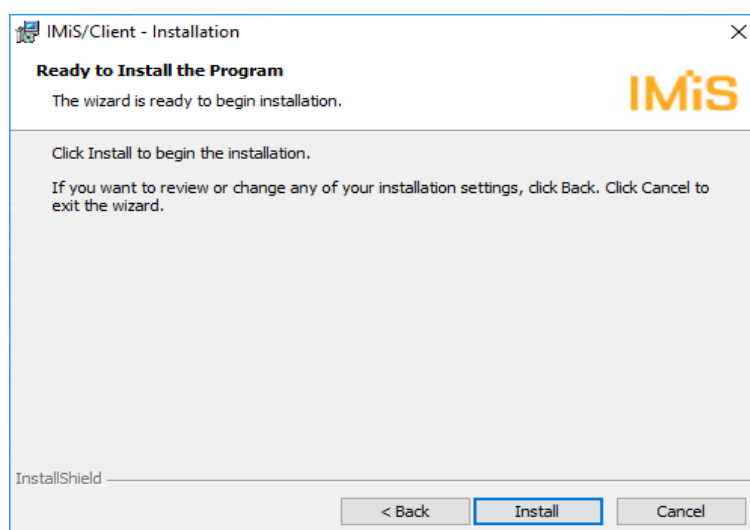 IMiS/Client - Installation
Ready to Install the Program
The wizard is ready to begin installation.
IMiS
Click Install to begin the installation.
If you want to review or change any of your installation settings, click Back. Click Cancel to
exit the wizard.
InstallShield
< Back
Install
Cancel